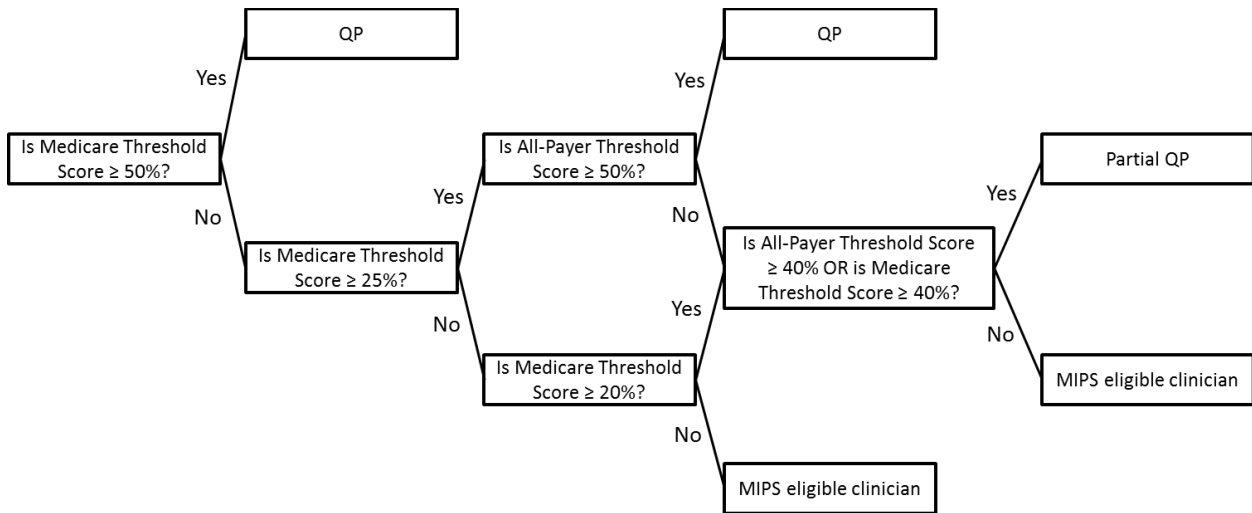 QP
QP
Yes
Yes
Is Medicare Threshold
Score ≥ 50%?
Is All-Payer Threshold
Score ≥ 50%?
Partial QP
Yes
Yes
No
No
Is Medicare Threshold
Score ≥ 25%?
Is All-Payer Threshold Score
≥ 40% OR is Medicare
Threshold Score ≥ 40%?
No
Yes
No
Is Medicare Threshold
Score ≥ 20%?
MIPS eligible clinician
No
MIPS eligible clinician